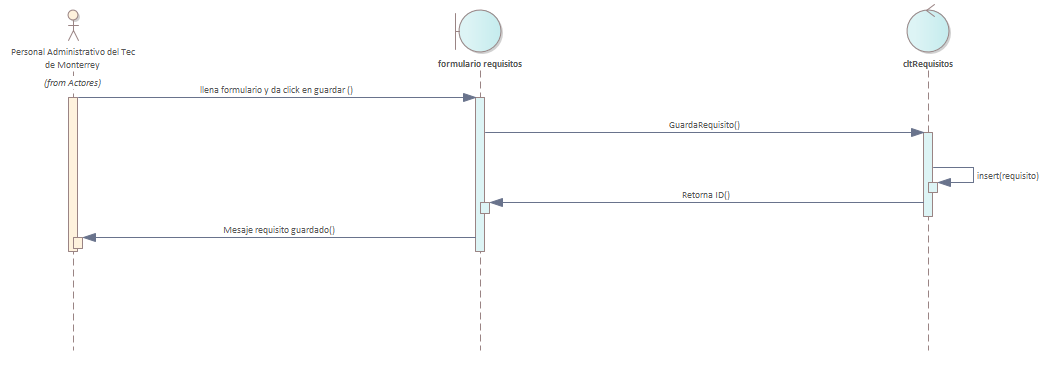 Personal Administrativo del Tec
de Monterrey
(from Actores)
formulario requisitos
cltRequisitos
llena formulario y da click en guardar ()
GuardaRequisito()
insert(requisito)
Retorna ID()
Mesaje requisito guardado()